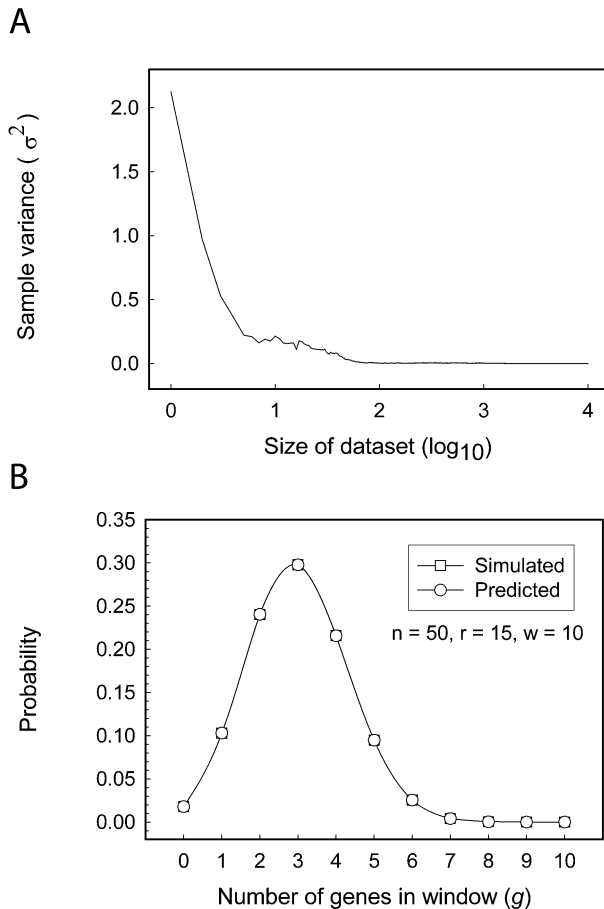 A
Sample variance ( σ2)
2.0
1.5
1.0
0.5
0.0
0 1 2 3 4
Size of dataset (log10)
B
Probability
0.35
0.30
0.25
0.20
0.15
0.10
0.05
0.00
Simulated
Predicted
n = 50, r = 15, w = 10
0 1 2 3 4 5 6 7 8 9 10
Number of genes in window (g)